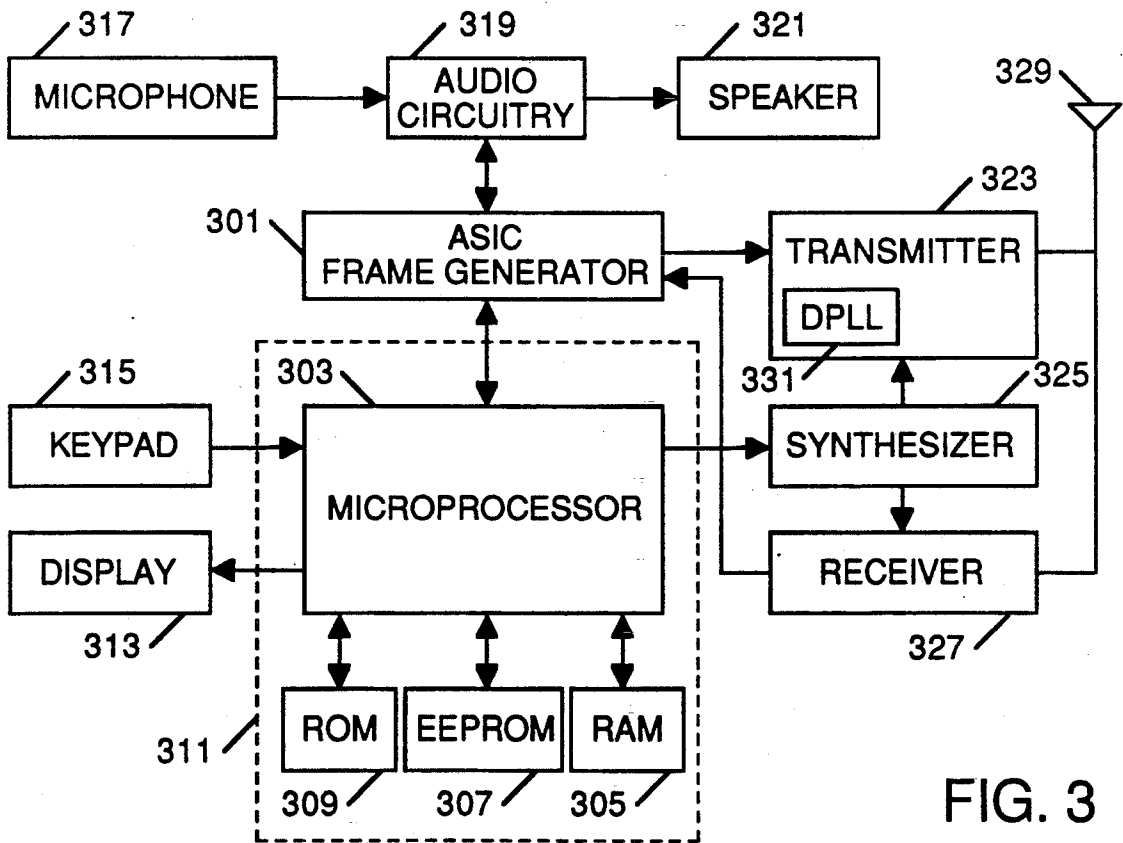 317
319
321
329
MICROPHONE
AUDIO
CIRCUITRY
SPEAKER
323
301
ASIC
FRAME GENERATOR
TRANSMITTER
DPLL
331
315
303
325
KEYPAD
MICROPROCESSOR
SYNTHESIZER
DISPLAY
RECEIVER
313
327
311
ROM
EEPROM
RAM
309
307
305
FIG. 3